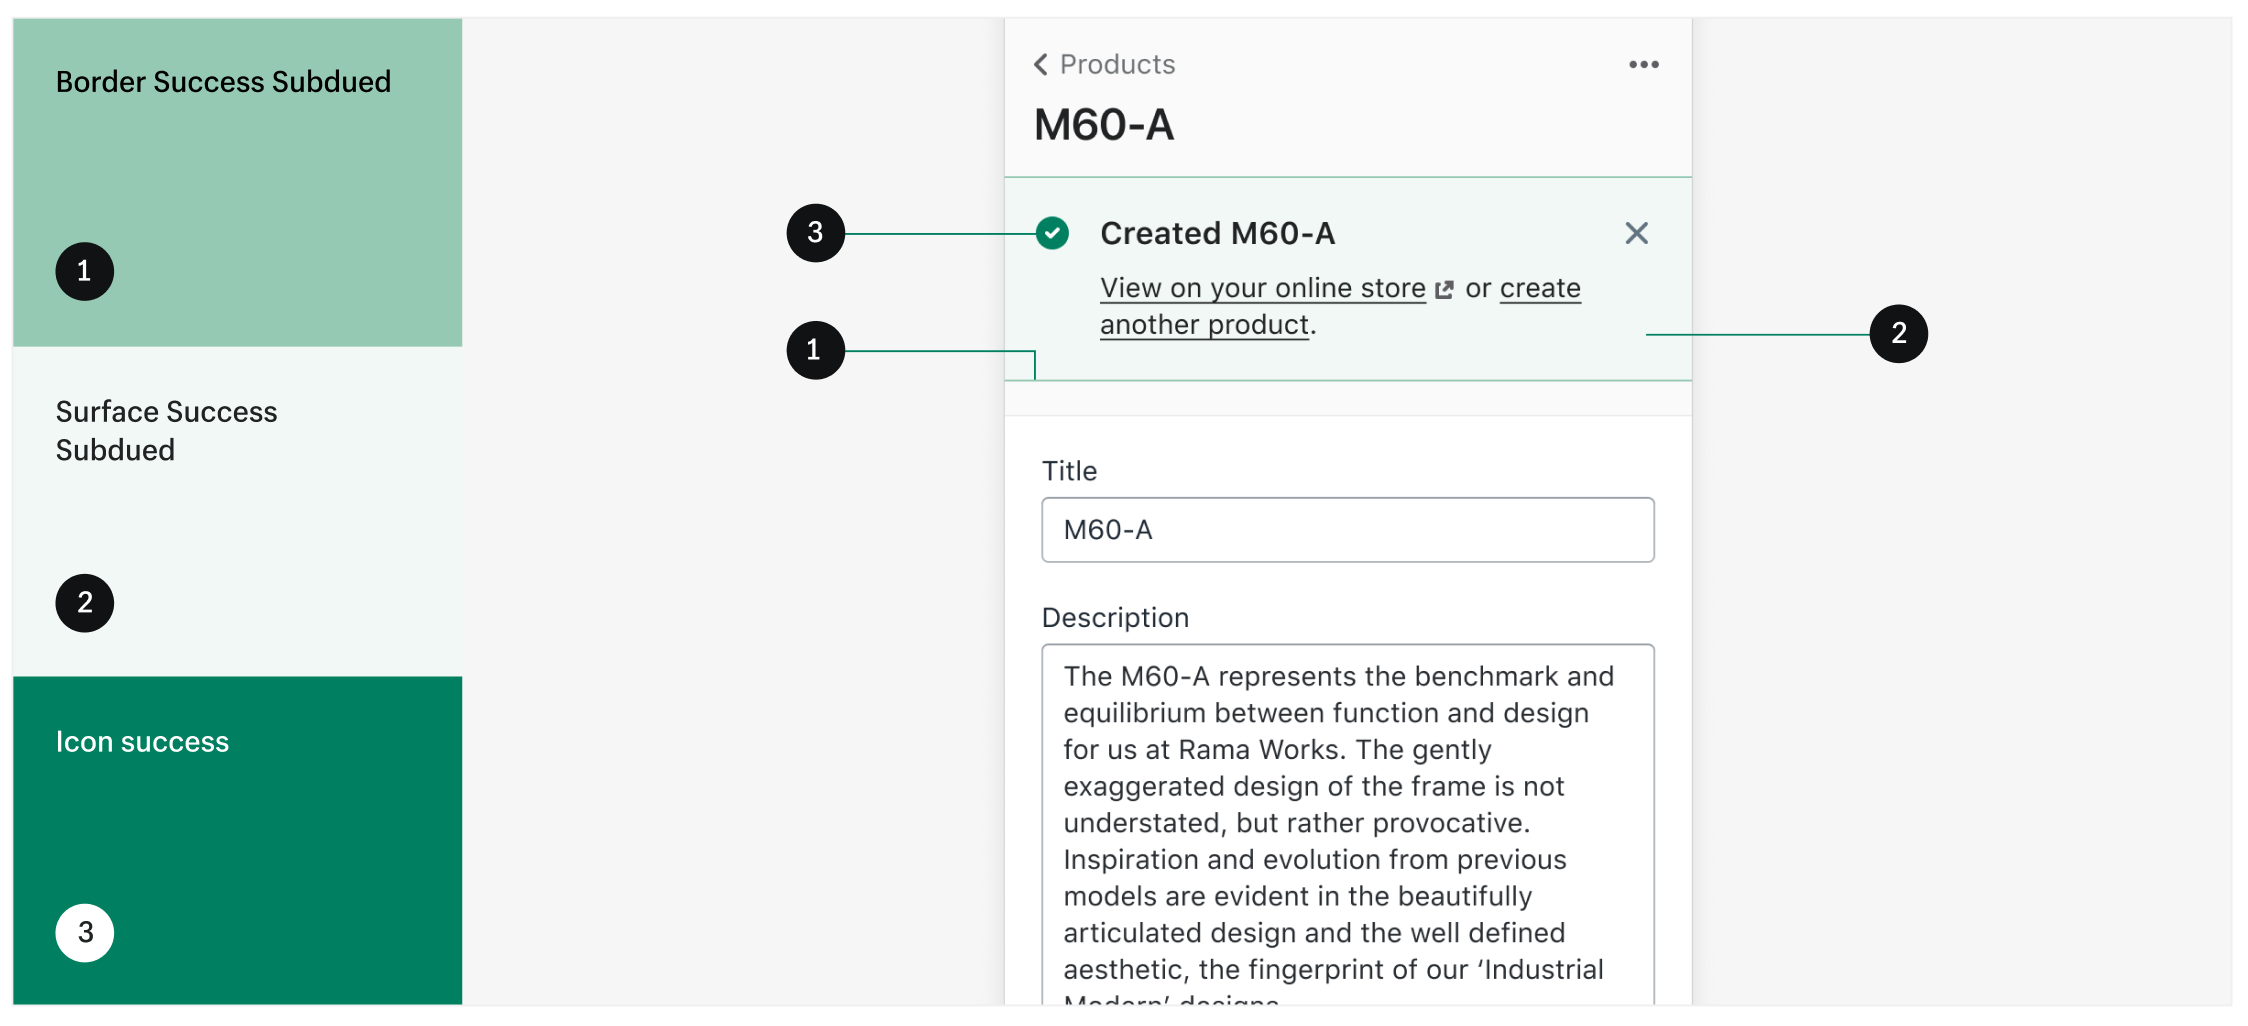 Border Success Subdued
1
Surface Success
Subdued
2
Icon success
3
Products
M60-A
3
Created M60-A
View on your online store or create
another product.
1
2
Title
M60-A
Description
The M60-A represents the benchmark and
equilibrium between function and design
for us at Rama Works. The gently
exaggerated design of the frame is not
understated, but rather provocative.
Inspiration and evolution from previous
models are evident in the beautifully
articulated design and the well defined
aesthetic, the fingerprint of our ‘Industrial
Modern’ designs